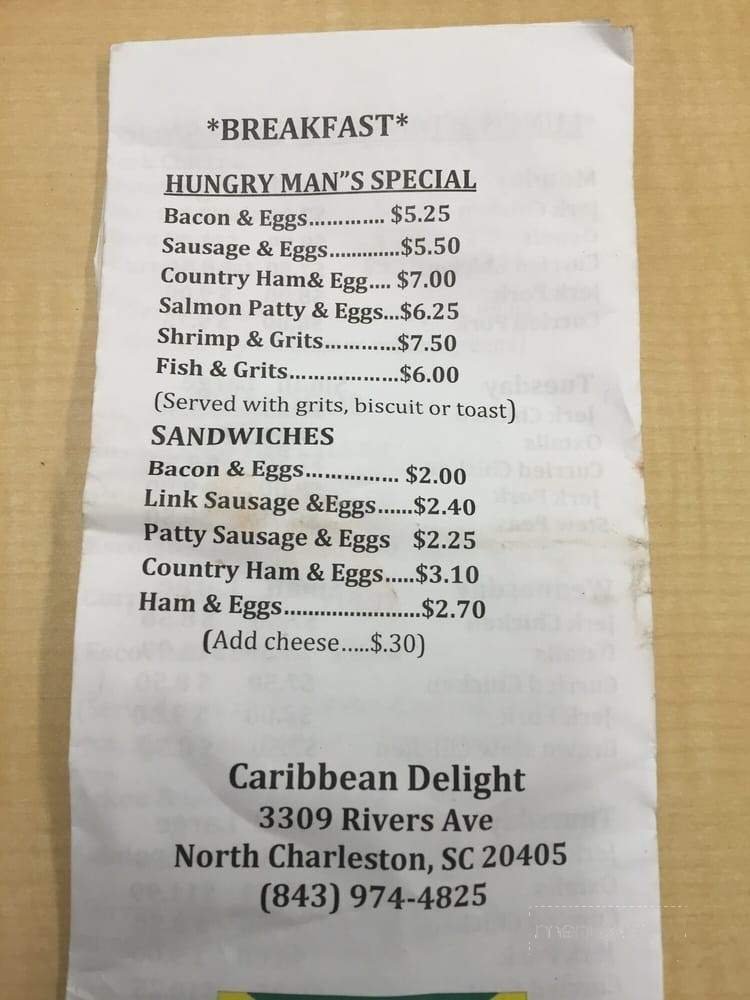 *BREAKFAST*
HUNGRY MAN"S SPECIAL
Bacon & Eggs............. $5.25
Sausage & Eggs.............$5.50
Country Ham& Egg.... $7.00
Salmon Patty & Eggs...$6.25
Shrimp & Grits.............$7.50
Fish & Grits...................$6.00
(Served with grits, biscuit or toast)
SANDWICHES
Bacon & Eggs................ $2.00
Link Sausage &Eggs......$2.40
Patty Sausage & Eggs $2.25
Country Ham & Eggs.....$3.10
Ham & Eggs........................$2.70
(Add cheese.....$.30)
Caribbean Delight
3309 Rivers Ave
North Charleston, SC 20405
(843) 974-4825